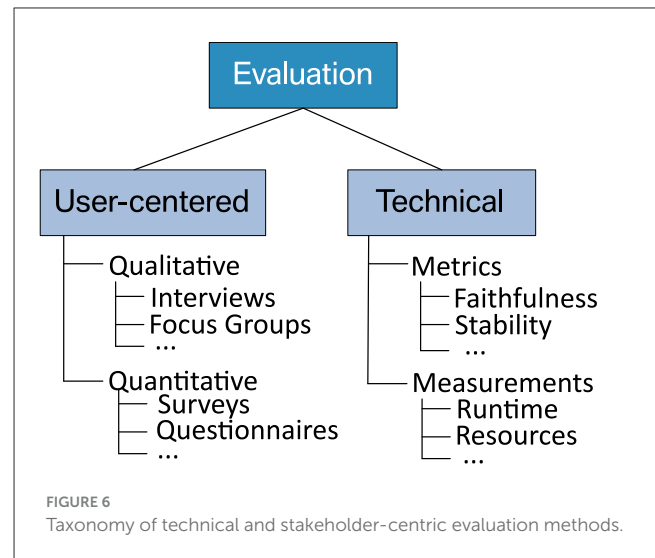 Evaluation
User-centered
Technical
Qualitative
Interviews
Focus Groups
...
Quantitative
Surveys
Questionnaires
...
Metrics
Faithfulness
Stability
...
Measurements
Runtime
Resources
...
FIGURE 6
Taxonomy of technical and stakeholder-centric evaluation methods.